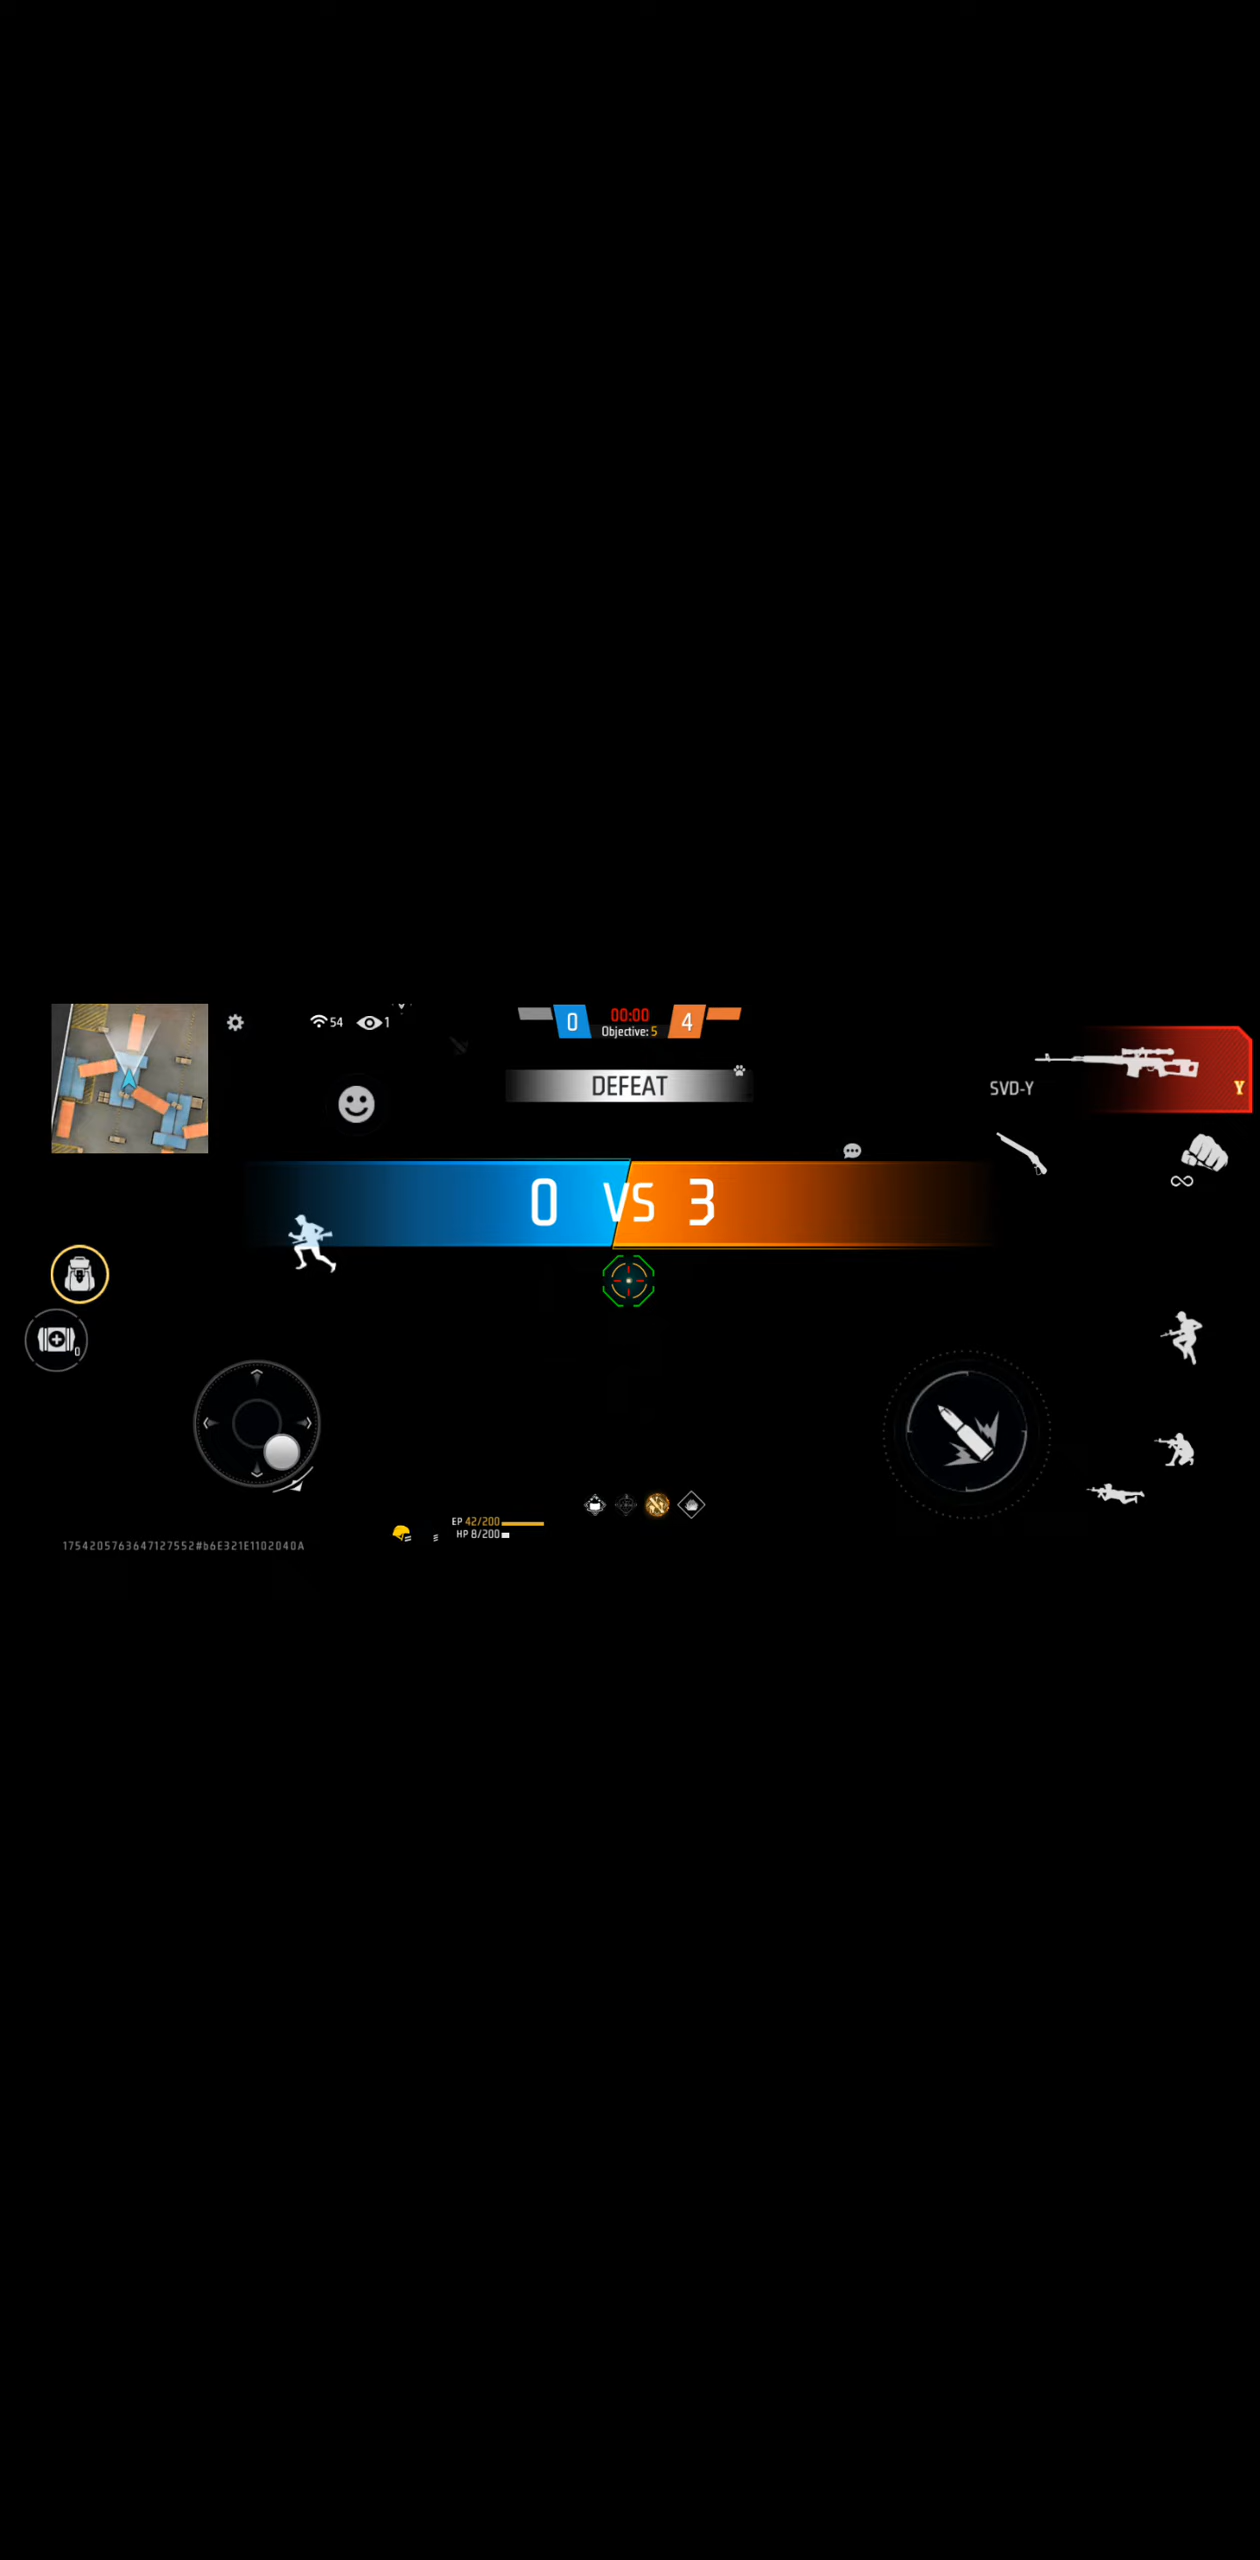 54
1
0
00:00
4
Objective: 5
DEFEAT
SVD-Y
Y
0 VS 3
∞
0
EP 42/200
HP 8/200
1754205763647127552#b6E321E1102040A